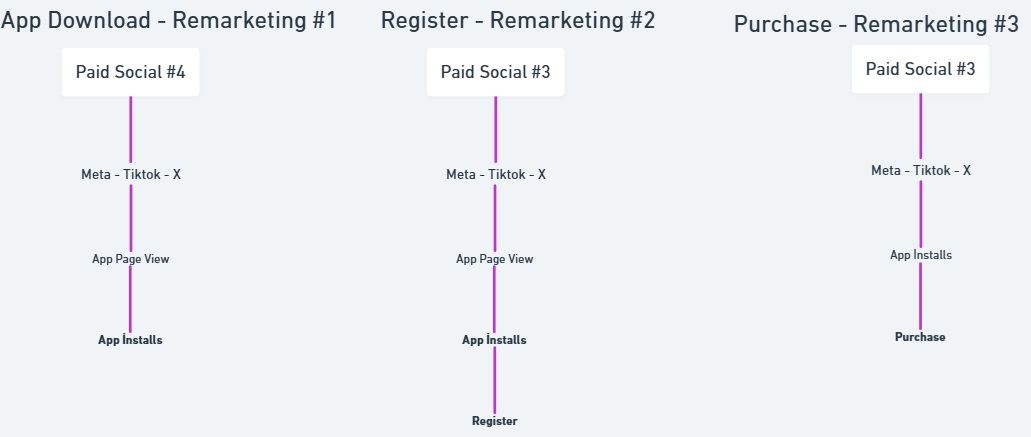 App Download - Remarketing #1
Paid Social #4
Meta - Tiktok - X
App Page View
App İnstalls
Register - Remarketing #2
Paid Social #3
Meta - Tiktok - X
App Page View
App İnstalls
Register
Purchase - Remarketing #3
Paid Social #3
Meta - Tiktok - X
App İnstalls
Purchase